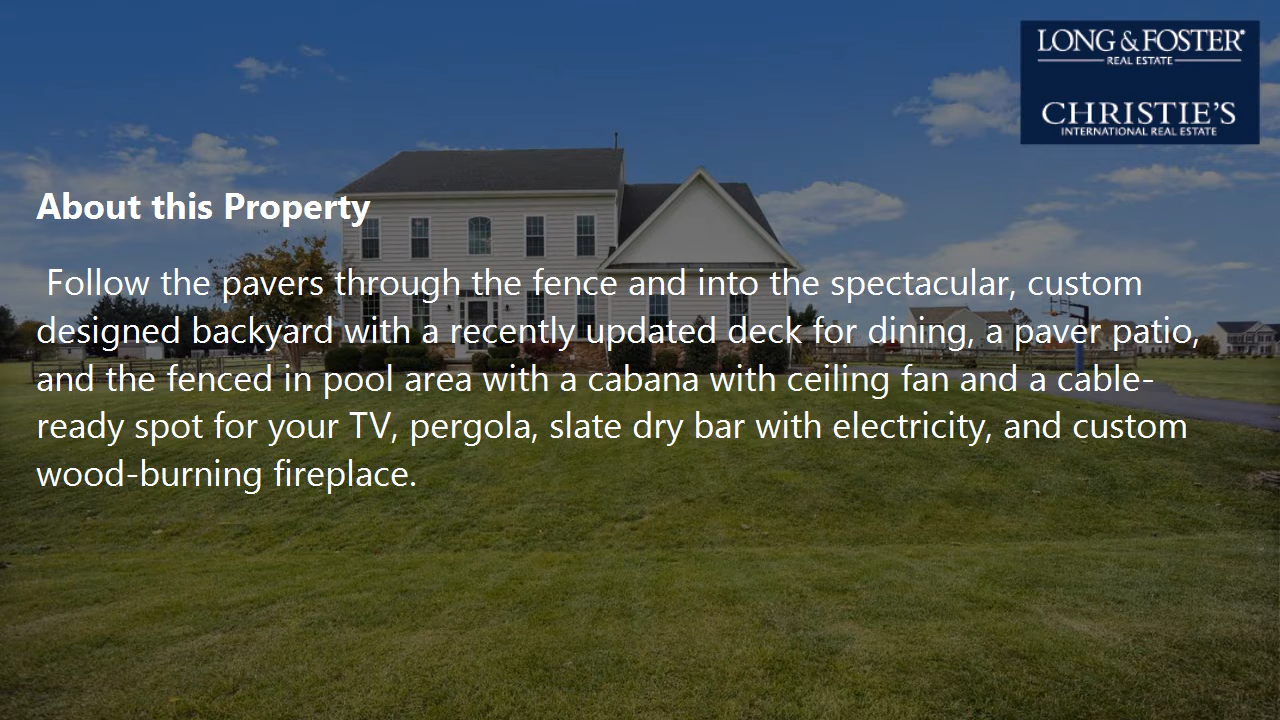 LONG & FOSTER®
REAL ESTATE
CHRISTIE'S
INTERNATIONAL REAL ESTATE
About this Property
Follow the pavers through the fence and into the spectacular, custom
designed backyard with a recently updated deck for dining, a paver patio,
and the fenced in pool area with a cabana with ceiling fan and a cable-
ready spot for your TV, pergola, slate dry bar with electricity, and custom
wood-burning fireplace.